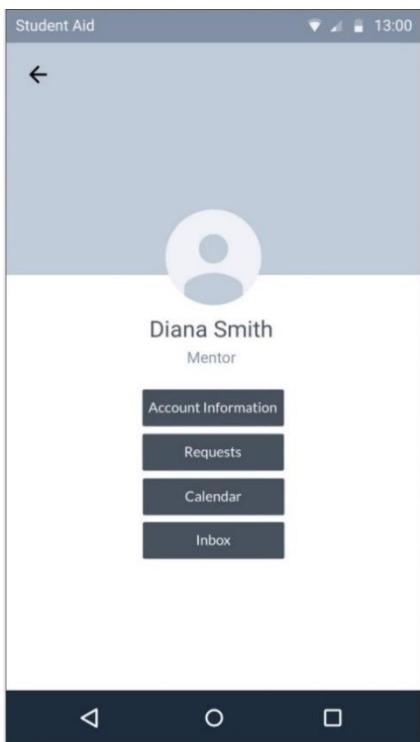 Student Aid 13:00
Diana Smith
Mentor
Account Information
Requests
Calendar
Inbox